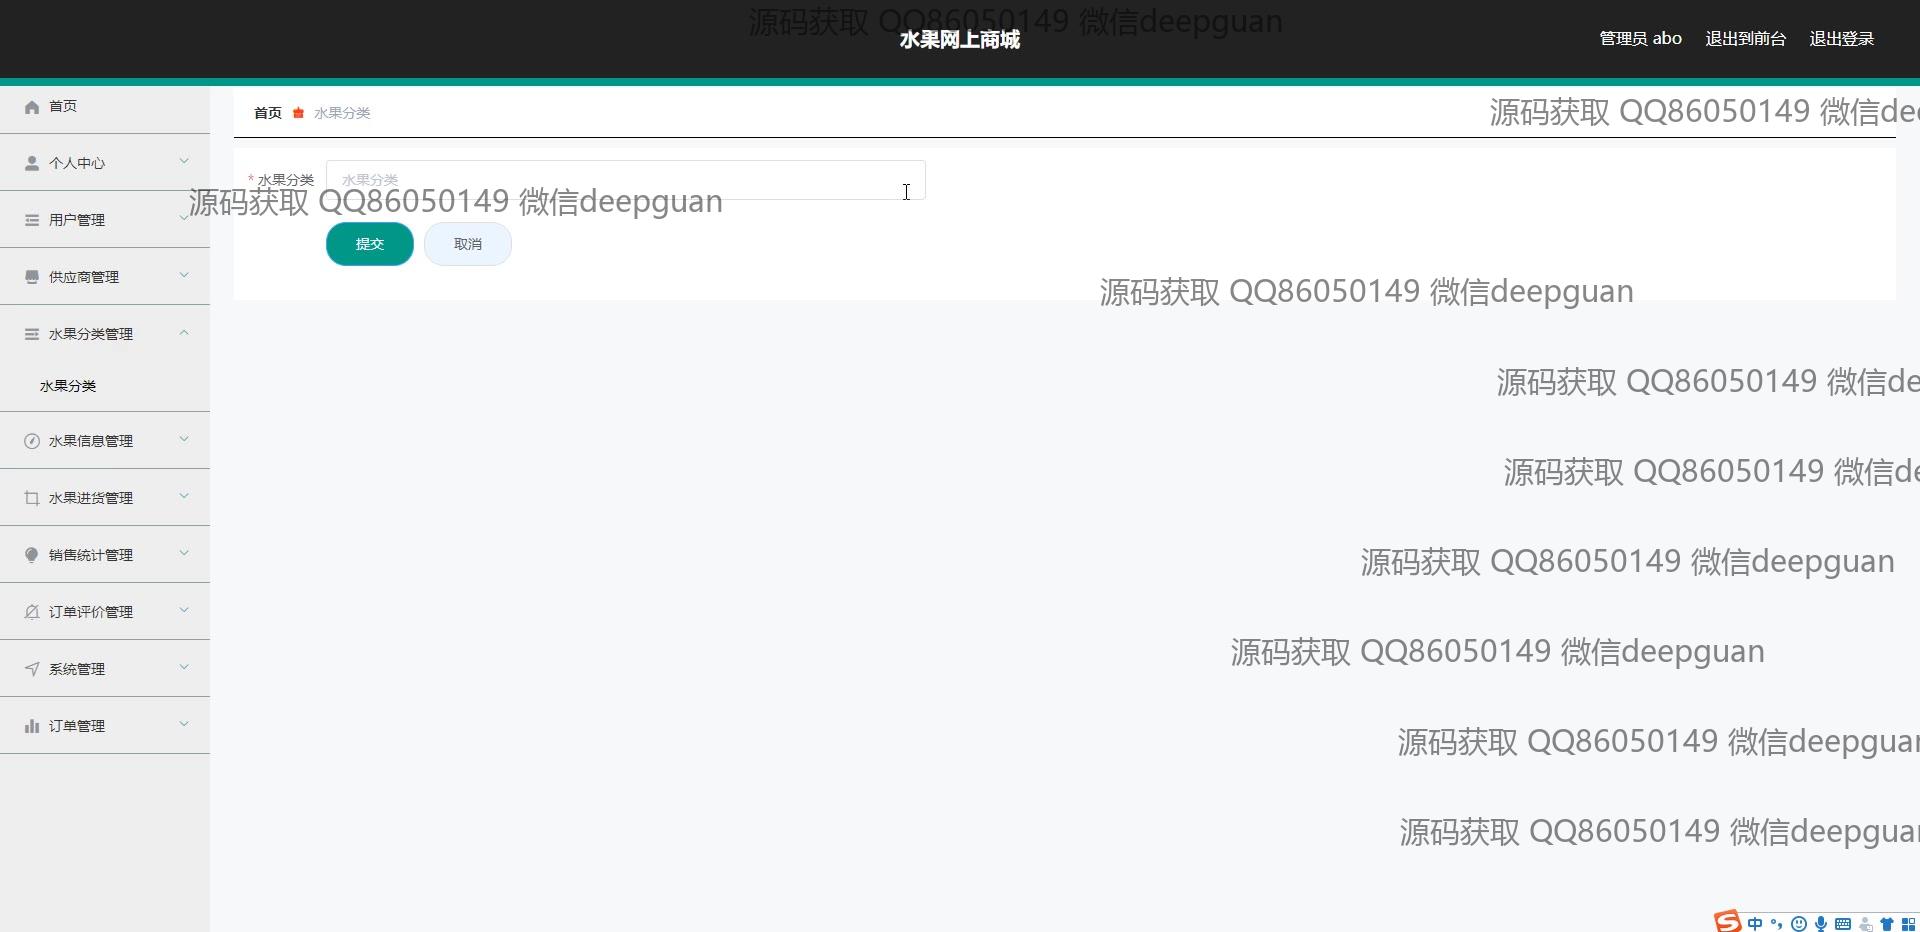 源码获取 QQ86050149 微信deepguan
水果网上商城
管理员 abo 退出到前台 退出登录
首页
首页 水果分类
源码获取 QQ86050149 微信dee
个人中心
* 水果分类 水果分类
源码获取 QQ86050149 微信deepguan
用户管理
提交 取消
供应商管理
源码获取 QQ86050149 微信deepguan
水果分类管理
水果分类
源码获取 QQ86050149 微信de
水果信息管理
源码获取 QQ86050149 微信de
水果进货管理
销售统计管理
源码获取 QQ86050149 微信deepguan
订单评价管理
源码获取 QQ86050149 微信deepguan
系统管理
订单管理
源码获取 QQ86050149 微信deepguan
源码获取 QQ86050149 微信deepguan
中